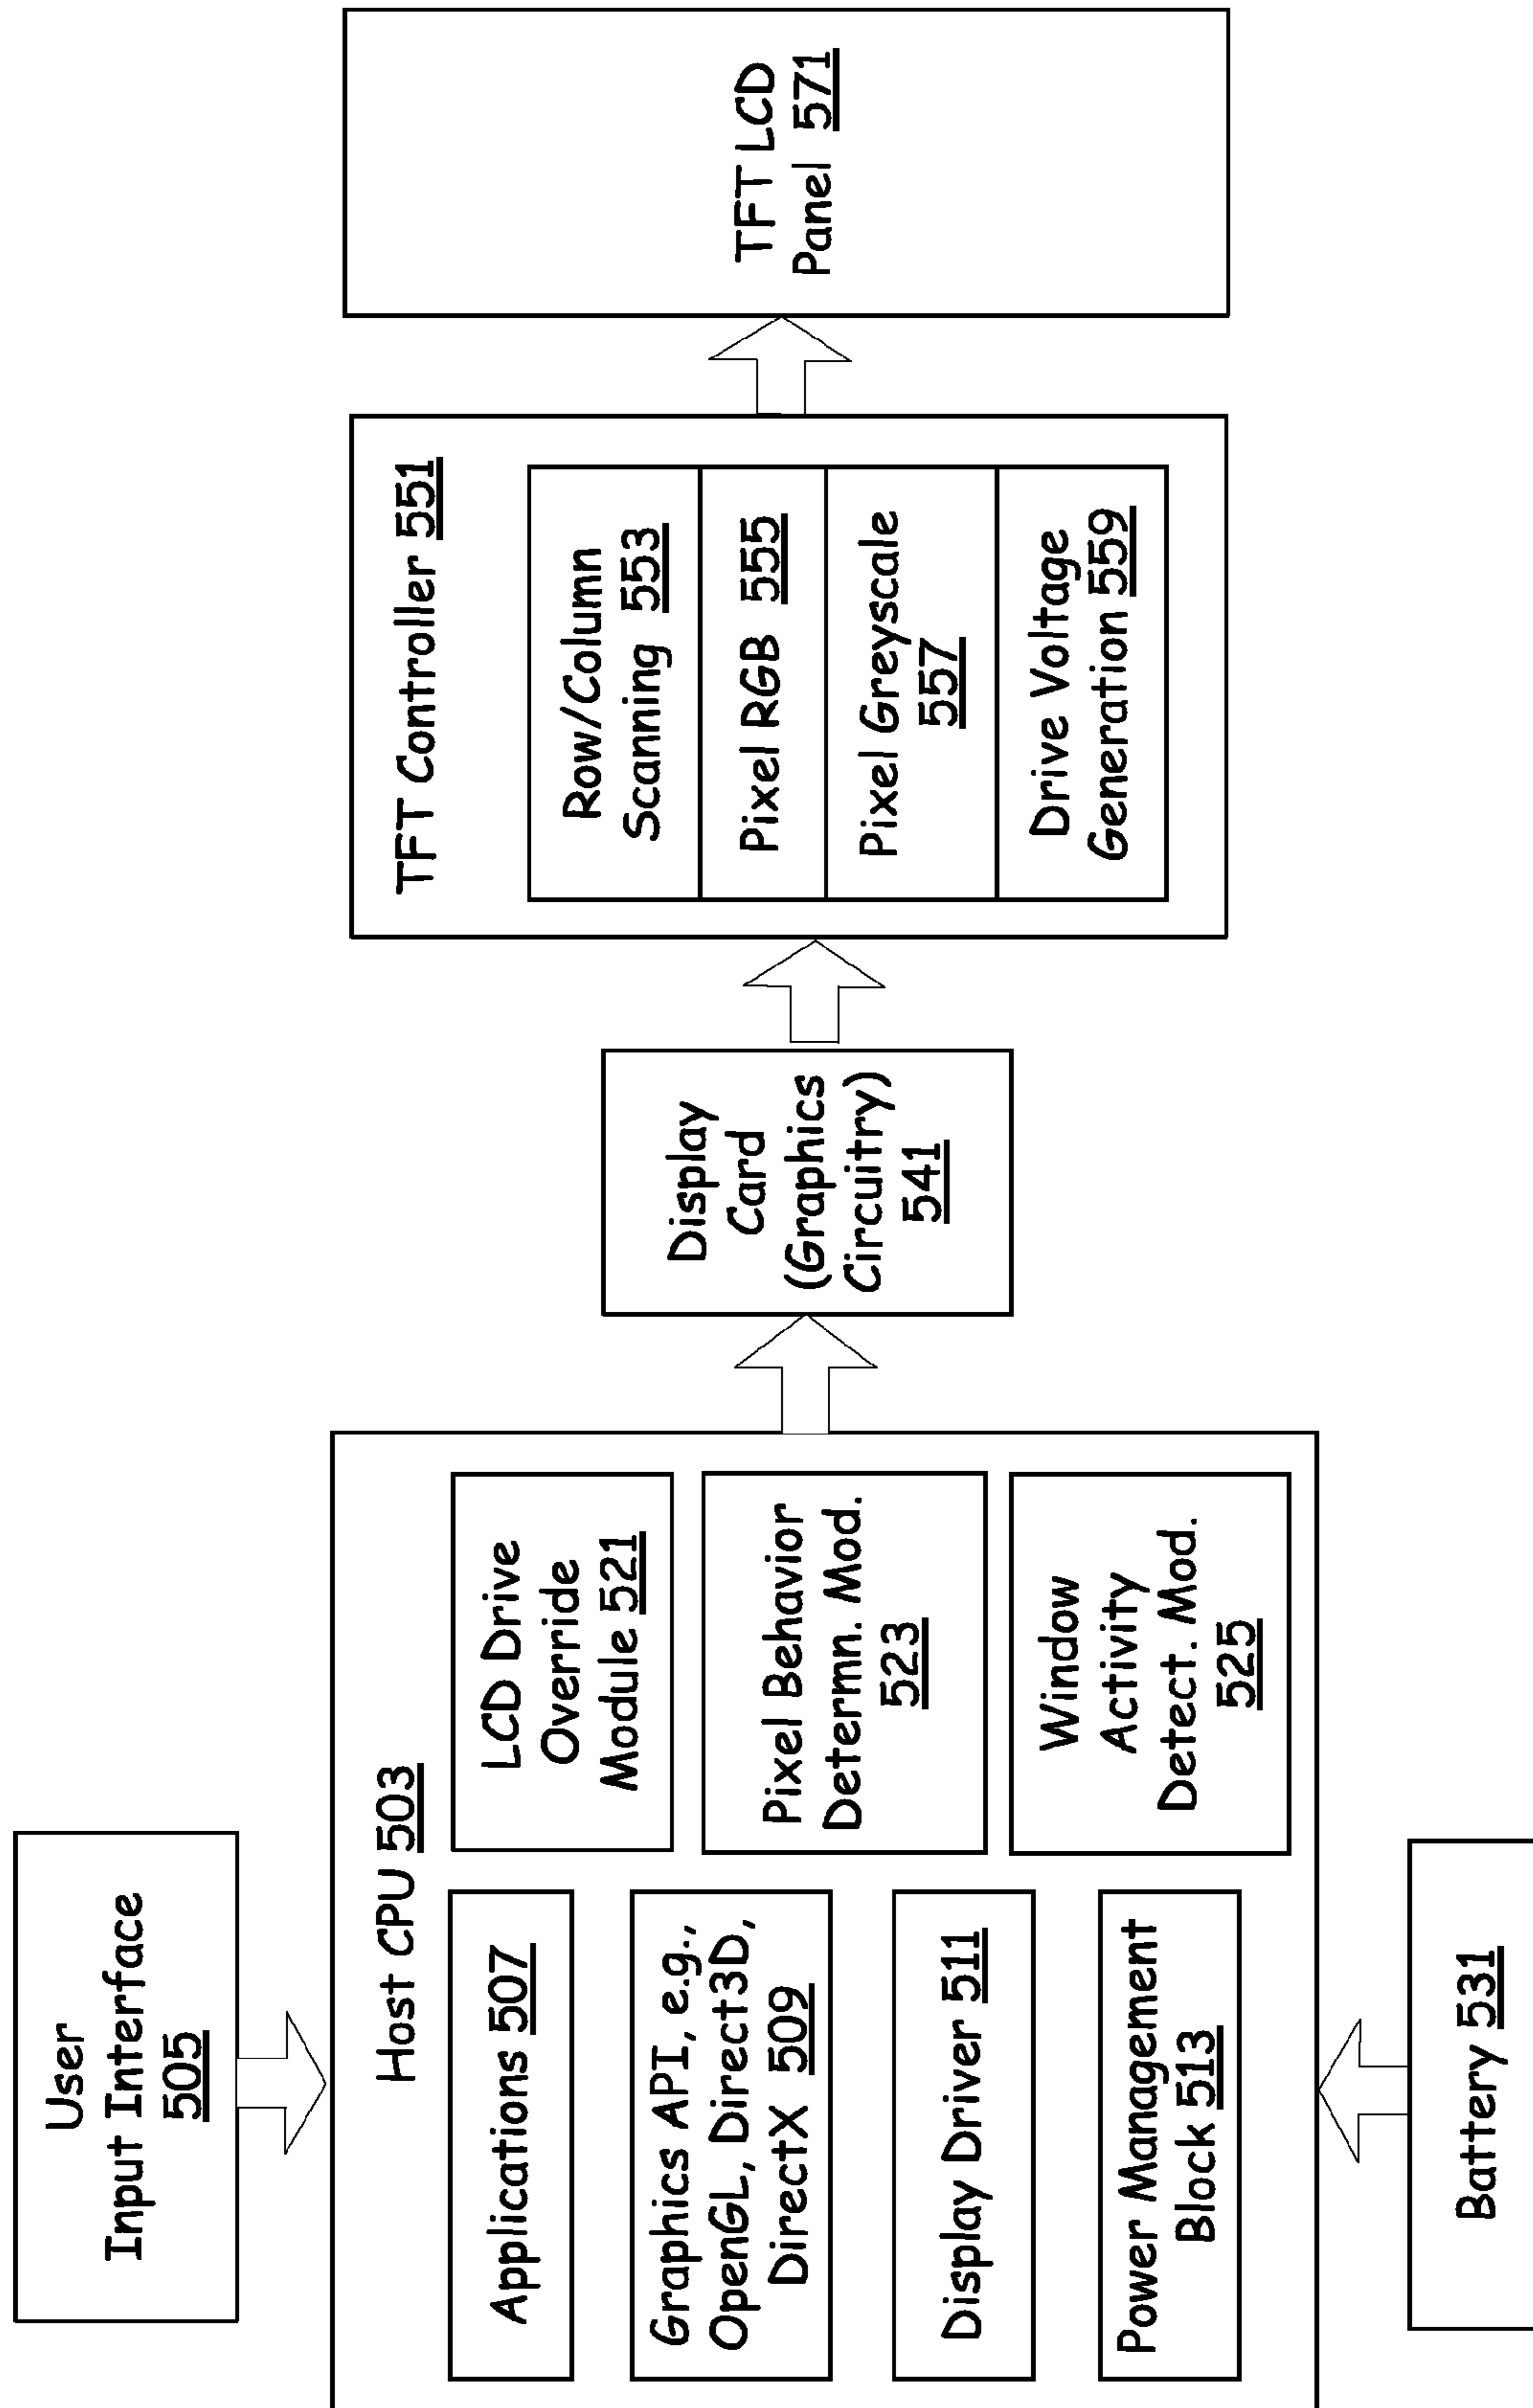 User
Input Interface
505
Host CPU 503
Applications 507
Graphics API, e.g.,
OpenGL, Direct3D,
DirectX 509
Display Driver 511
Power Management
Block 513
LCD Drive
Override
Module 521
Pixel Behavior
Determn. Mod.
523
Window
Activity
Detect. Mod.
525
Battery 531
Display
Card
(Graphics
Circuitry)
541
TFT Controller 551
Row/Column
Scanning 553
Pixel RGB 555
Pixel Greyscale
557
Drive Voltage
Generation 559
TFT LCD
Panel 571